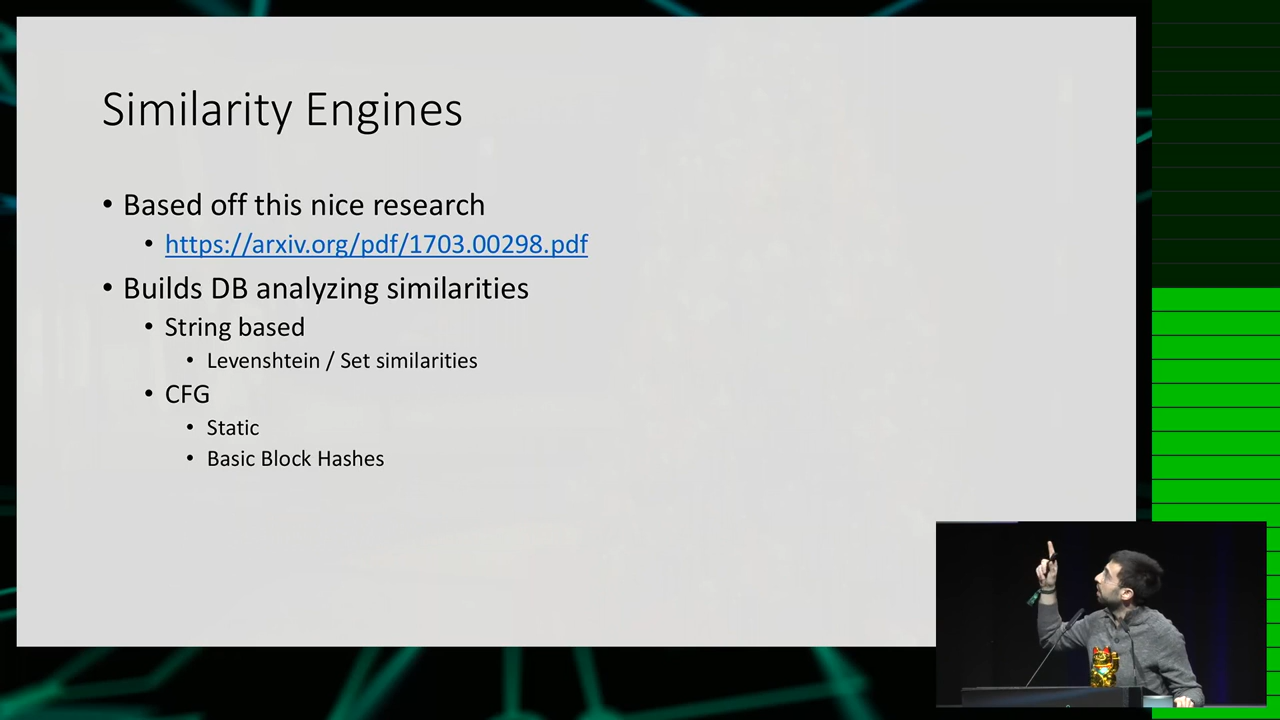 Similarity Engines
• Based off this nice research
• https://arxiv.org/pdf/1703.00298.pdf
• Builds DB analyzing similarities
• String based
• Levenshtein / Set similarities
• CFG
• Static
• Basic Block Hashes